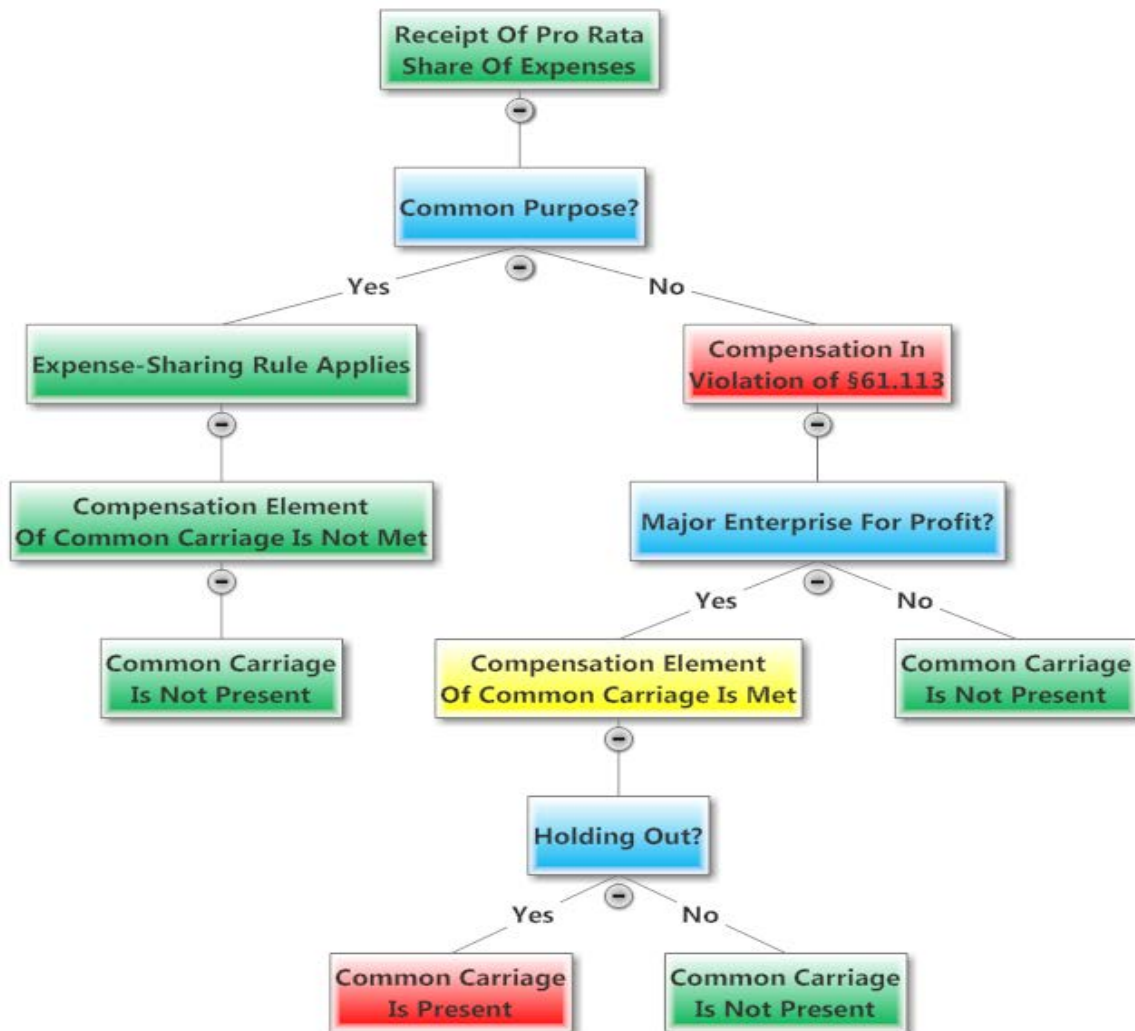 Receipt Of Pro Rata
Share Of Expenses
Common Purpose?
Yes
No
Expense-Sharing Rule Applies
Compensation In
Violation of §61.113
Compensation Element
Of Common Carriage Is Not Met
Major Enterprise For Profit?
Yes
No
Common Carriage
Is Not Present
Compensation Element
Of Common Carriage Is Met
Common Carriage
Is Not Present
Holding Out?
Yes
No
Common Carriage
Is Present
Common Carriage
Is Not Present